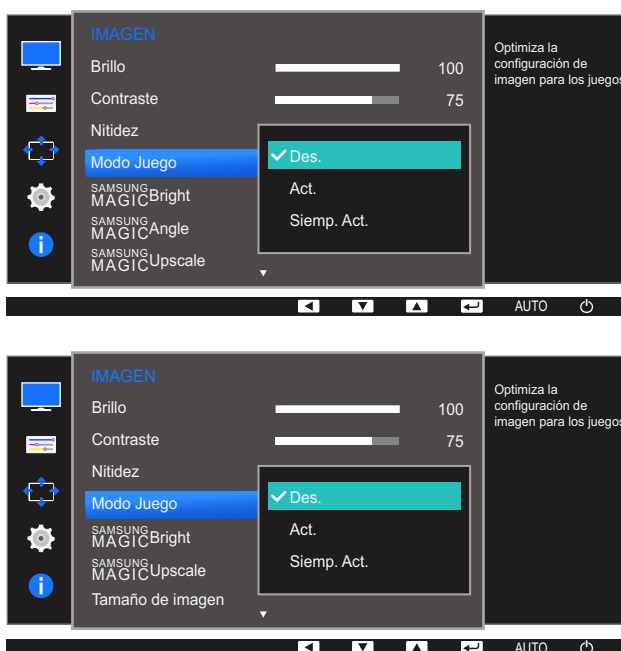 IMAGEN
Brillo 100
Contraste 75
Nitidez
Modo Juego
SAMSUNG MAGIC Bright
SAMSUNG MAGIC Angle
SAMSUNG MAGIC Upscale
Des.
Act.
Siemp. Act.
Optimiza la
configuración de
imagen para los juegos
AUTO
IMAGEN
Brillo 100
Contraste 75
Nitidez
Modo Juego
SAMSUNG MAGIC Bright
SAMSUNG MAGIC Upscale
Tamaño de imagen
Des.
Act.
Siemp. Act.
Optimiza la
configuración de
imagen para los juegos
AUTO